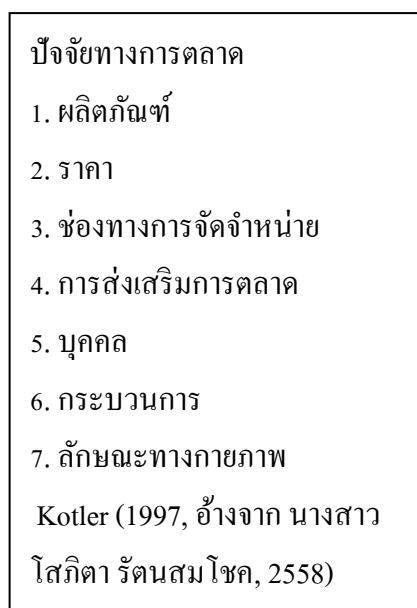 ปัจจัยทางการตลาด
1. ผลิตภัณฑ์
2. ราคา
3. ช่องทางการจัดจำหน่าย
4. การส่งเสริมการตลาด
5. บุคคล
6. กระบวนการ
7. ลักษณะทางกายภาพ
Kotler (1997, อ้างจาก นางสาว
โสภิตา รัตนสมโชค, 2558)